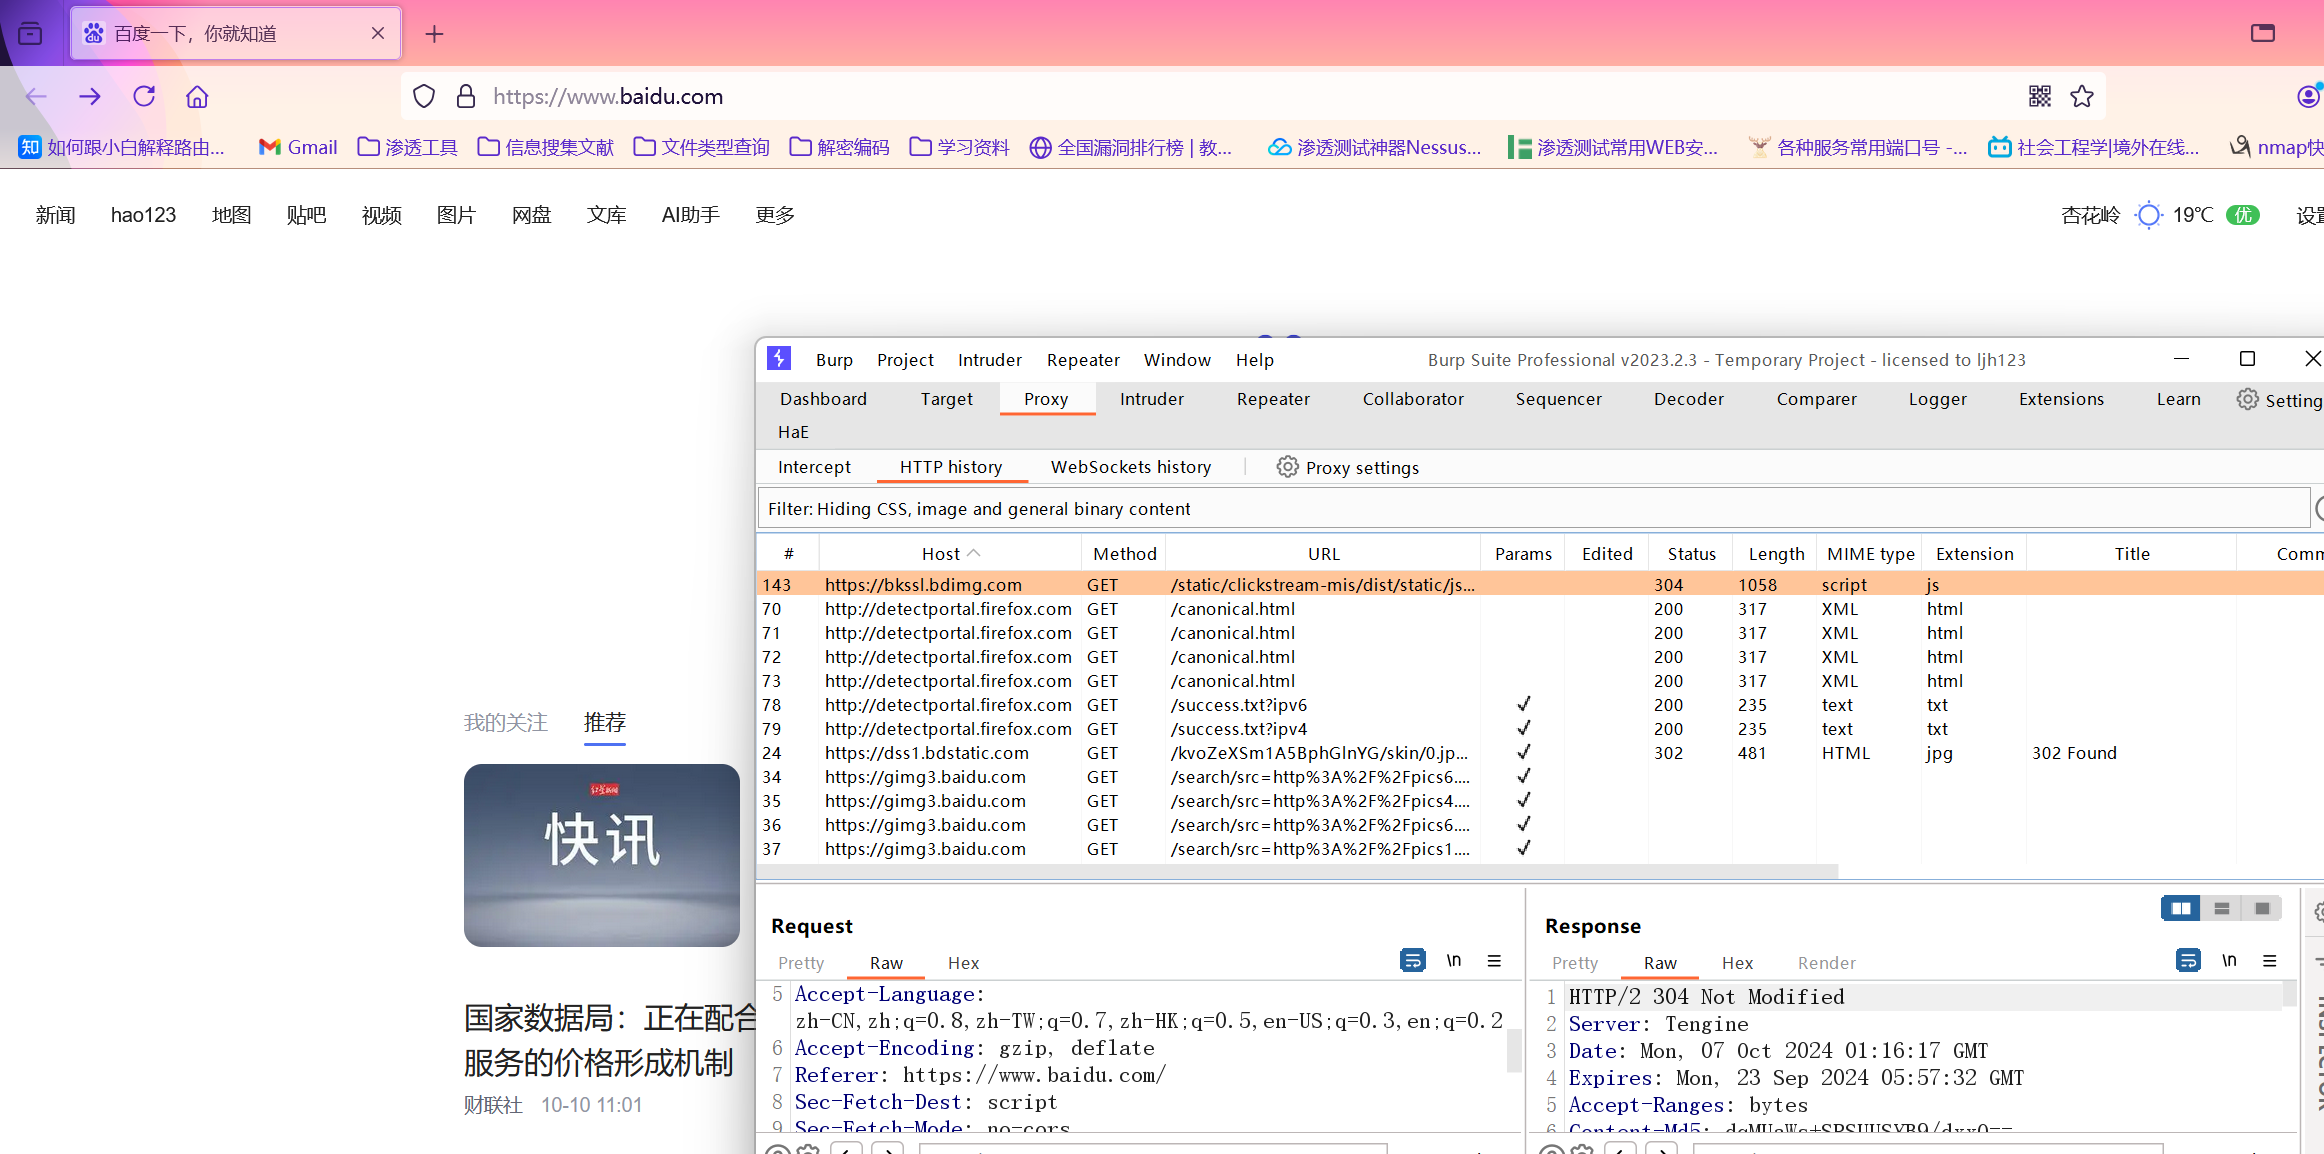 百度一下，你就知道
https://www.baidu.com
知 如何跟小白解释路由... Gmail 渗透工具 信息搜集文献 文件类型查询 解密编码 学习资料 全国漏洞排行榜 | 教... 渗透测试神器Nessus... 渗透测试常用WEB安... 各种服务常用端口号 -... 社会工程学|境外在线... nmap快
新闻 hao123 地图 贴吧 视频 图片 网盘 文库 AI助手 更多 杏花岭 19℃ 优 设置
Burp Project Intruder Repeater Window Help Burp Suite Professional v2023.2.3 - Temporary Project - licensed to ljh123
Dashboard Target Proxy Intruder Repeater Collaborator Sequencer Decoder Comparer Logger Extensions Learn Setting
HaE
Intercept HTTP history WebSockets history Proxy settings
Filter: Hiding CSS, image and general binary content
# Host Method URL Params Edited Status Length MIME type Extension Title Comm
143 https://bkssl.bdimg.com GET /static/clickstream-mis/dist/static/js... 304 1058 script js
70 http://detectportal.firefox.com GET /canonical.html 200 317 XML html
71 http://detectportal.firefox.com GET /canonical.html 200 317 XML html
72 http://detectportal.firefox.com GET /canonical.html 200 317 XML html
73 http://detectportal.firefox.com GET /canonical.html 200 317 XML html
78 http://detectportal.firefox.com GET /success.txt?ipv6 ✓ 200 235 text txt
79 http://detectportal.firefox.com GET /success.txt?ipv4 ✓ 200 235 text txt
24 https://dss1.bdstatic.com GET /kvoZeXSm1A5BphGlnYG/skin/0.jp... ✓ 302 481 HTML jpg 302 Found
34 https://gimg3.baidu.com GET /search/src=http%3A%2F%2Fpics6.... ✓
35 https://gimg3.baidu.com GET /search/src=http%3A%2F%2Fpics4.... ✓
36 https://gimg3.baidu.com GET /search/src=http%3A%2F%2Fpics6.... ✓
37 https://gimg3.baidu.com GET /search/src=http%3A%2F%2Fpics1.... ✓
我的关注 推荐
红星新闻
快讯
国家数据局：正在配合
服务的价格形成机制
财联社 10-10 11:01
Request
Pretty Raw Hex \n
5 Accept-Language:
zh-CN,zh;q=0.8,zh-TW;q=0.7,zh-HK;q=0.5,en-US;q=0.3,en;q=0.2
6 Accept-Encoding: gzip, deflate
7 Referer: https://www.baidu.com/
8 Sec-Fetch-Dest: script
9 Sec-Fetch-Mode: no-cors
Response
Pretty Raw Hex Render \n
1 HTTP/2 304 Not Modified
2 Server: Tengine
3 Date: Mon, 07 Oct 2024 01:16:17 GMT
4 Expires: Mon, 23 Sep 2024 05:57:32 GMT
5 Accept-Ranges: bytes
6 Content-Md5:
INSPECTOR